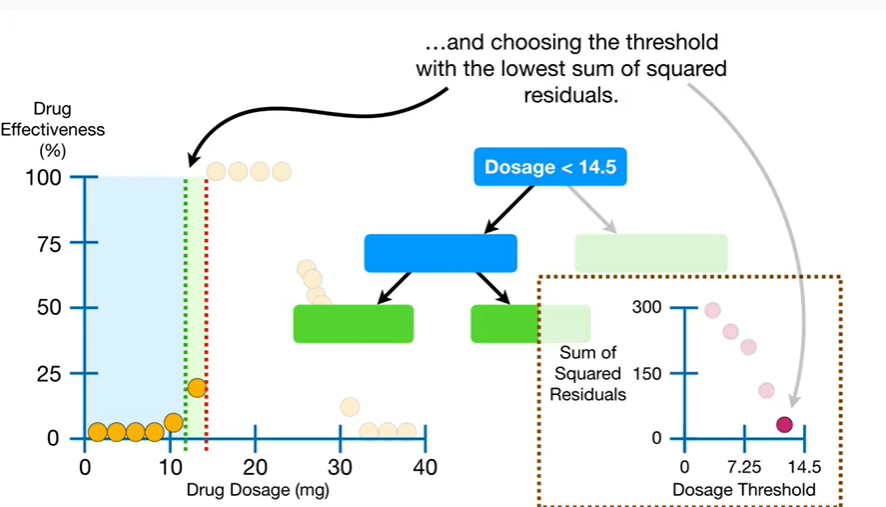 ...and choosing the threshold
with the lowest sum of squared
residuals.
Drug
Effectiveness
(%)
100
75
50
25
0
0 10 20 30 40
Drug Dosage (mg)
Dosage < 14.5
Sum of
Squared
Residuals
300
150
0
0 7.25 14.5
Dosage Threshold